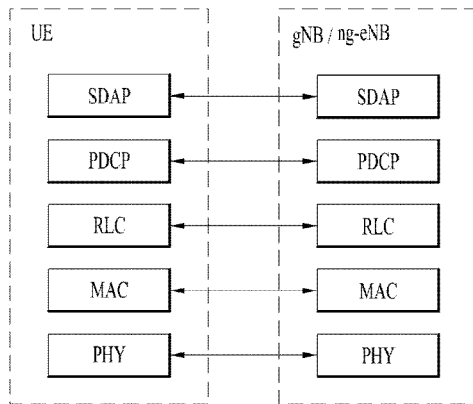 UE
gNB / ng-eNB
SDAP
SDAP
PDCP
PDCP
RLC
RLC
MAC
MAC
PHY
PHY